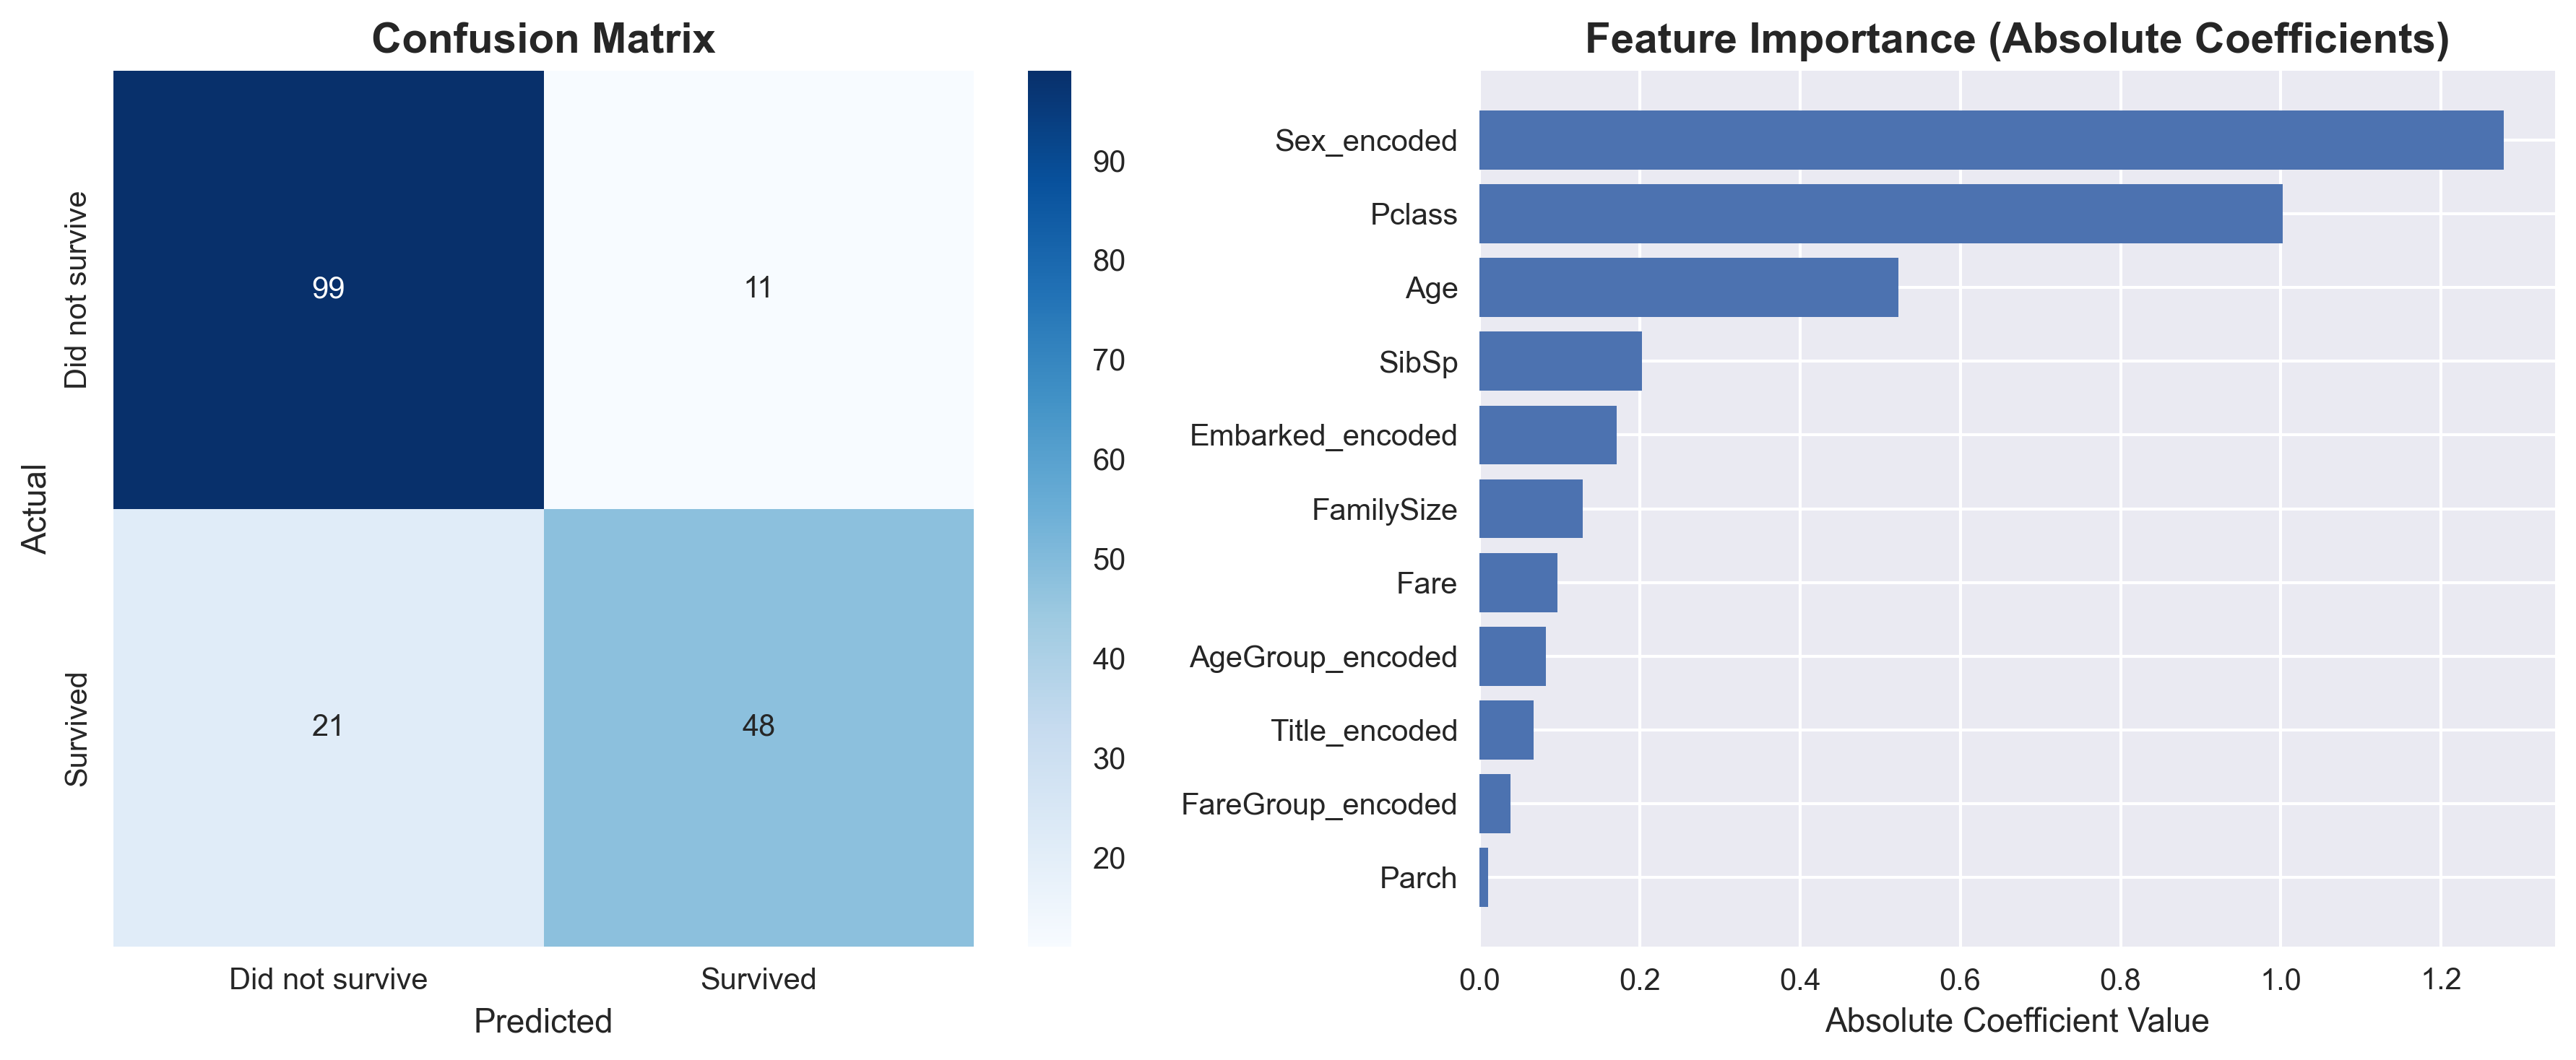 Confusion Matrix
Did not survive
Survived
Actual
99
11
21
48
Did not survive
Survived
Predicted
90
80
70
60
50
40
30
20
Feature Importance (Absolute Coefficients)
Sex_encoded
Pclass
Age
SibSp
Embarked_encoded
FamilySize
Fare
AgeGroup_encoded
Title_encoded
FareGroup_encoded
Parch
0.0
0.2
0.4
0.6
0.8
1.0
1.2
Absolute Coefficient Value